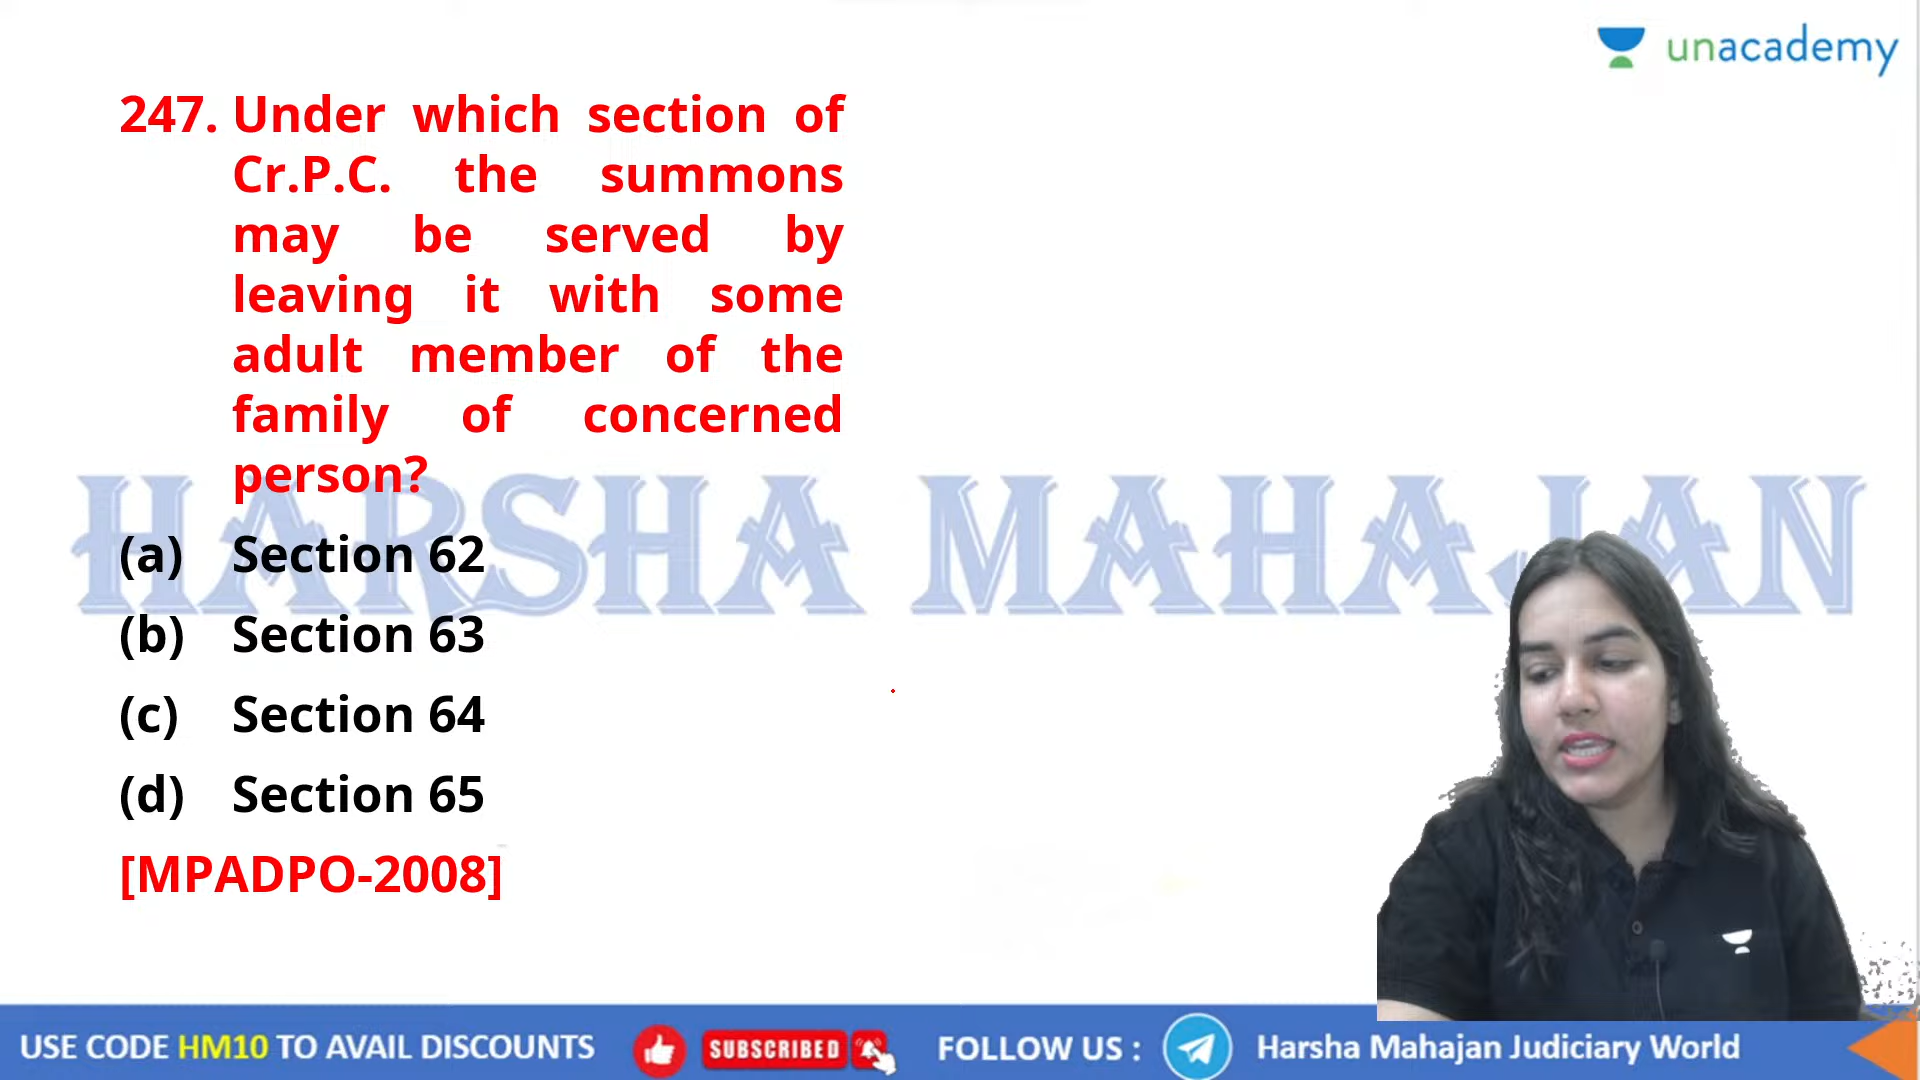 unacademy
247. Under which section of
Cr.P.C. the summons
may be served by
leaving it with some
adult member of the
family of concerned
person?
HARSHA MAHAJAN
(a) Section 62
(b) Section 63
(c) Section 64
(d) Section 65
[MPADPO-2008]
USE CODE HM10 TO AVAIL DISCOUNTS SUBSCRIBED FOLLOW US : Harsha Mahajan Judiciary World